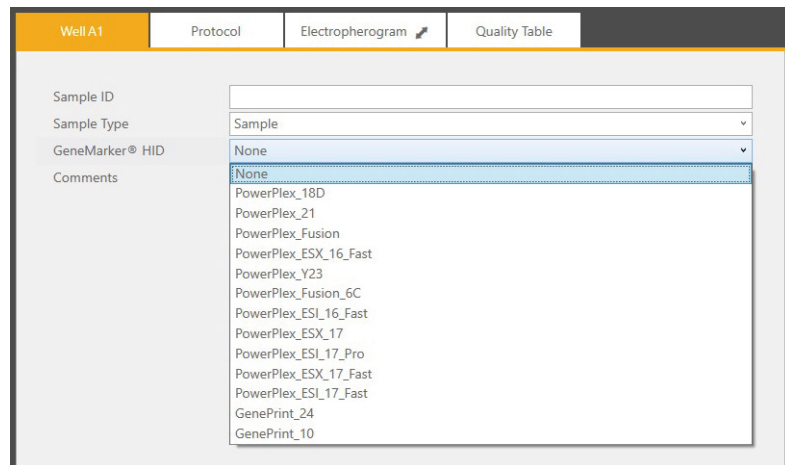 Well A1 Protocol Electropherogram Quality Table
Sample ID
Sample Type Sample
GeneMarker® HID None
Comments None
PowerPlex_18D
PowerPlex_21
PowerPlex_Fusion
PowerPlex_ESX_16_Fast
PowerPlex_Y23
PowerPlex_Fusion_6C
PowerPlex_ESI_16_Fast
PowerPlex_ESX_17
PowerPlex_ESI_17_Pro
PowerPlex_ESX_17_Fast
PowerPlex_ESI_17_Fast
GenePrint_24
GenePrint_10